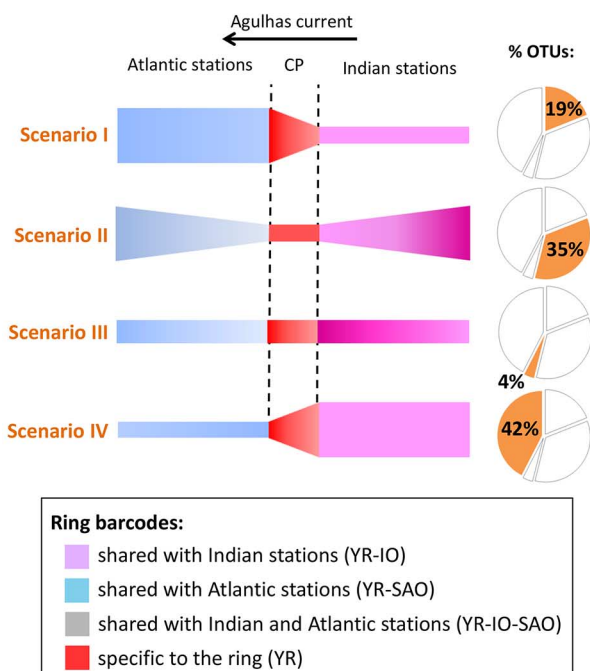 Agulhas current
Atlantic stations CP Indian stations % OTUs:
Scenario I 19%
Scenario II 35%
Scenario III 4%
Scenario IV 42%
Ring barcodes:
shared with Indian stations (YR-IO)
shared with Atlantic stations (YR-SAO)
shared with Indian and Atlantic stations (YR-IO-SAO)
specific to the ring (YR)